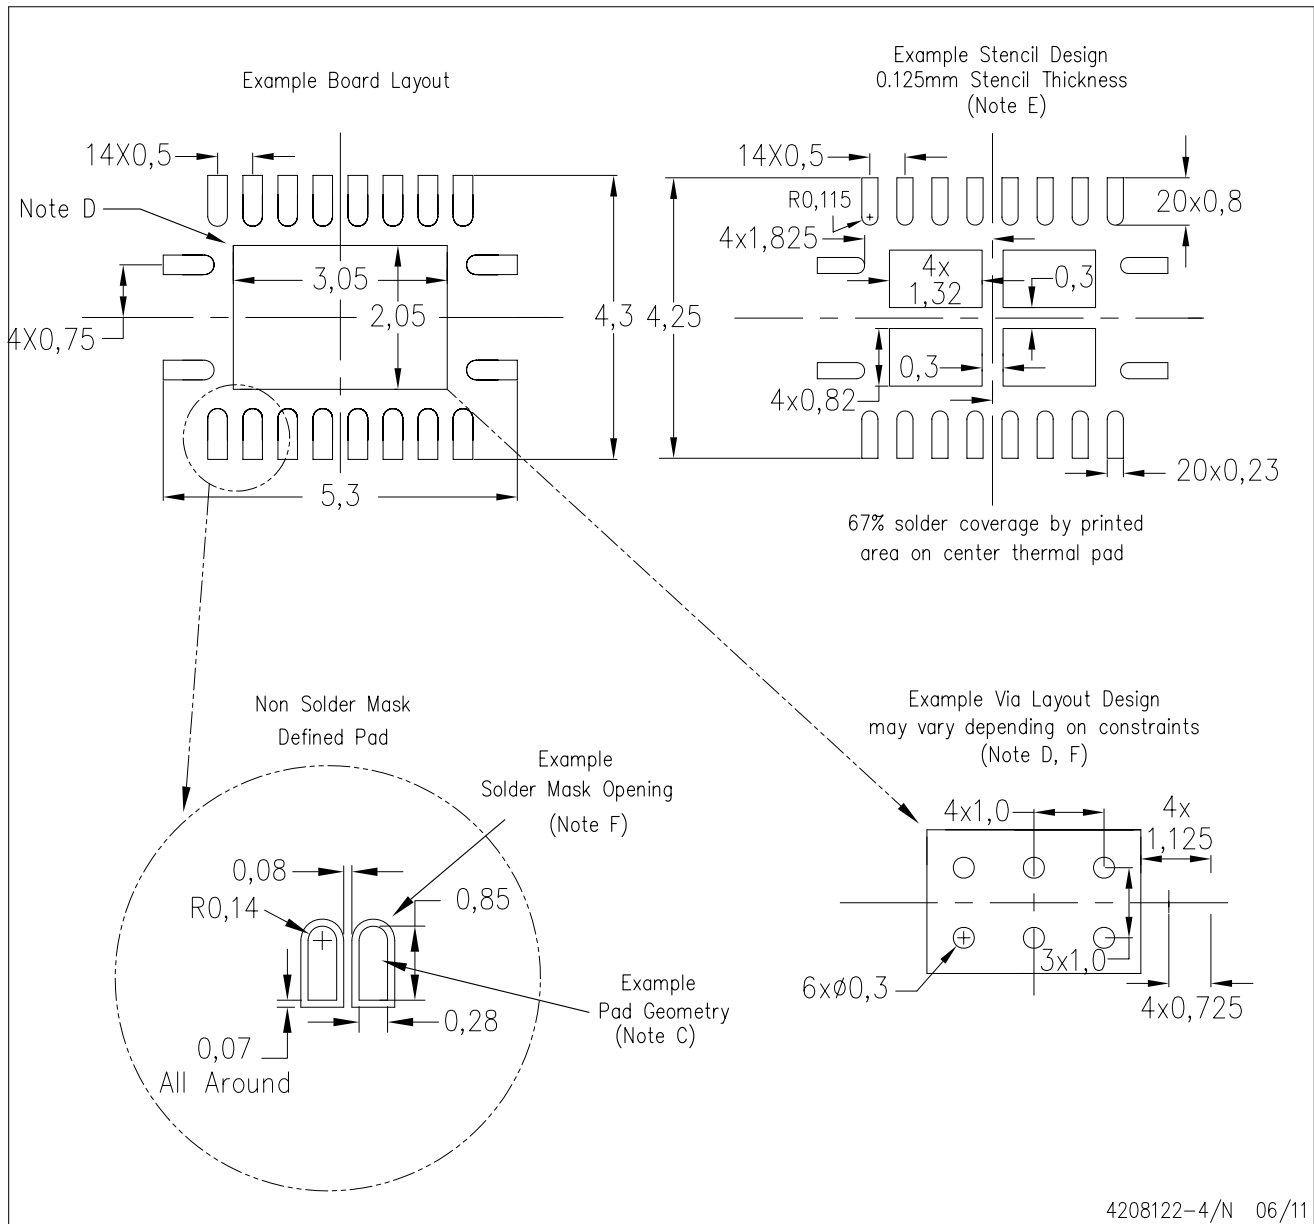 Example Board Layout
14X0,5
Note D
3,05
2,05
4,3
4X0,75
5,3
Example Stencil Design
0.125mm Stencil Thickness
(Note E)
14X0,5
R0,115
20x0,8
4x1,825
4x
1,32
0,3
4,25
0,3
4x0,82
20x0,23
67% solder coverage by printed
area on center thermal pad
Non Solder Mask
Defined Pad
Example
Solder Mask Opening
(Note F)
0,08
R0,14
0,85
0,28
0,07
All Around
Example
Pad Geometry
(Note C)
Example Via Layout Design
may vary depending on constraints
(Note D, F)
4x1,0
4x
1,125
3x1,0
6xø0,3
4x0,725
4208122-4/N 06/11